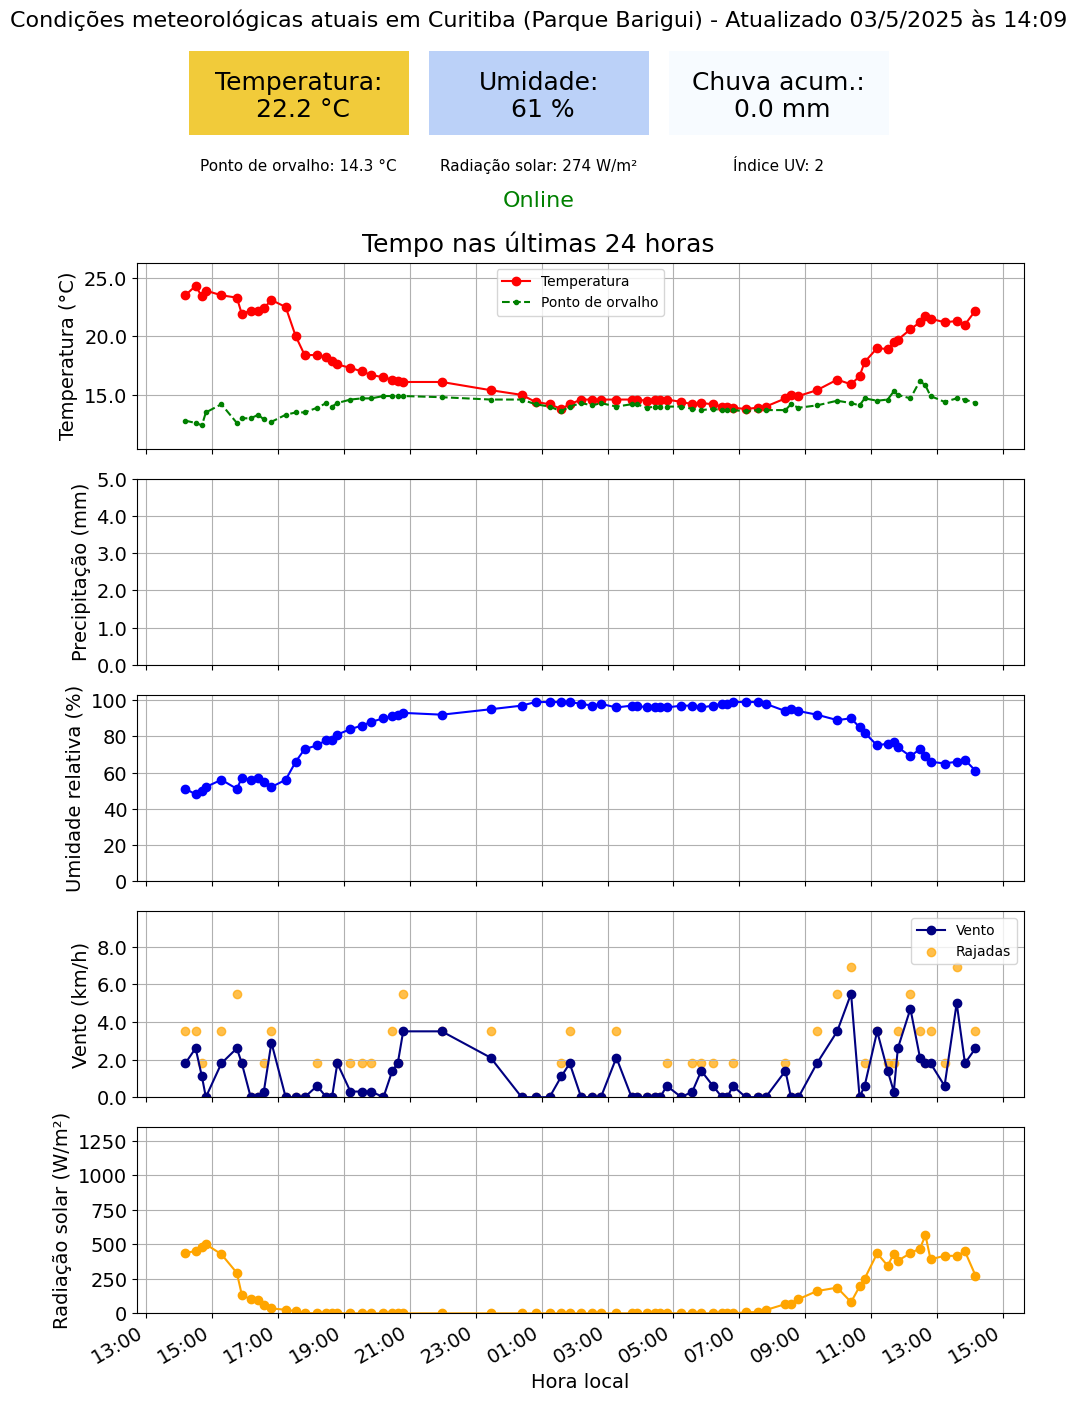 Condições meteorológicas atuais em Curitiba (Parque Barigui) - Atualizado 03/5/2025 às 14:09
Temperatura:
22.2 °C
Umidade:
61 %
Chuva acum.:
0.0 mm
Ponto de orvalho: 14.3 °C
Radiação solar: 274 W/m²
Índice UV: 2
Online
Tempo nas últimas 24 horas
Temperatura (°C)
25.0
20.0
15.0
Temperatura
Ponto de orvalho
Precipitação (mm)
5.0
4.0
3.0
2.0
1.0
0.0
Umidade relativa (%)
100
80
60
40
20
0
Vento (km/h)
8.0
6.0
4.0
2.0
0.0
Vento
Rajadas
Radiação solar (W/m²)
1250
1000
750
500
250
0
13:00
15:00
17:00
19:00
21:00
23:00
01:00
03:00
05:00
07:00
09:00
11:00
13:00
15:00
Hora local